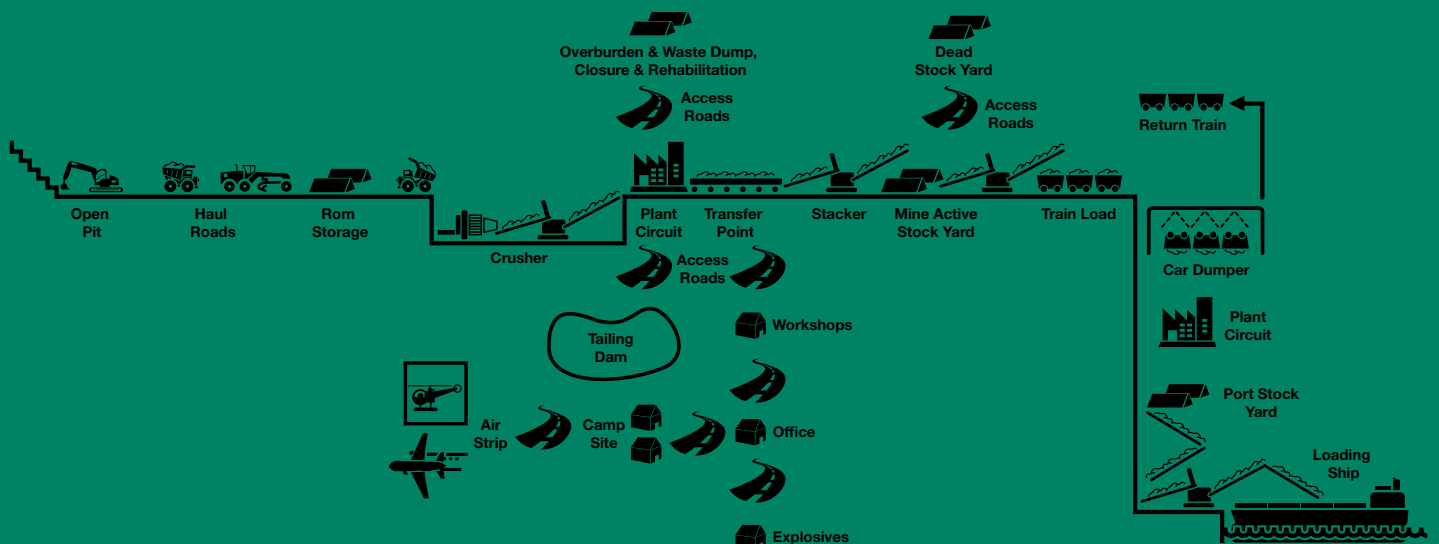 Overburden & Waste Dump,
Closure & Rehabilitation
Dead
Stock Yard
Access
Roads
Access
Roads
Return Train
Open
Pit
Haul
Roads
Rom
Storage
Crusher
Plant
Circuit
Transfer
Point
Stacker
Mine Active
Stock Yard
Train Load
Car Dumper
Access
Roads
Tailing
Dam
Workshops
Plant
Circuit
Port Stock
Yard
Air
Strip
Camp
Site
Office
Loading
Ship
Explosives